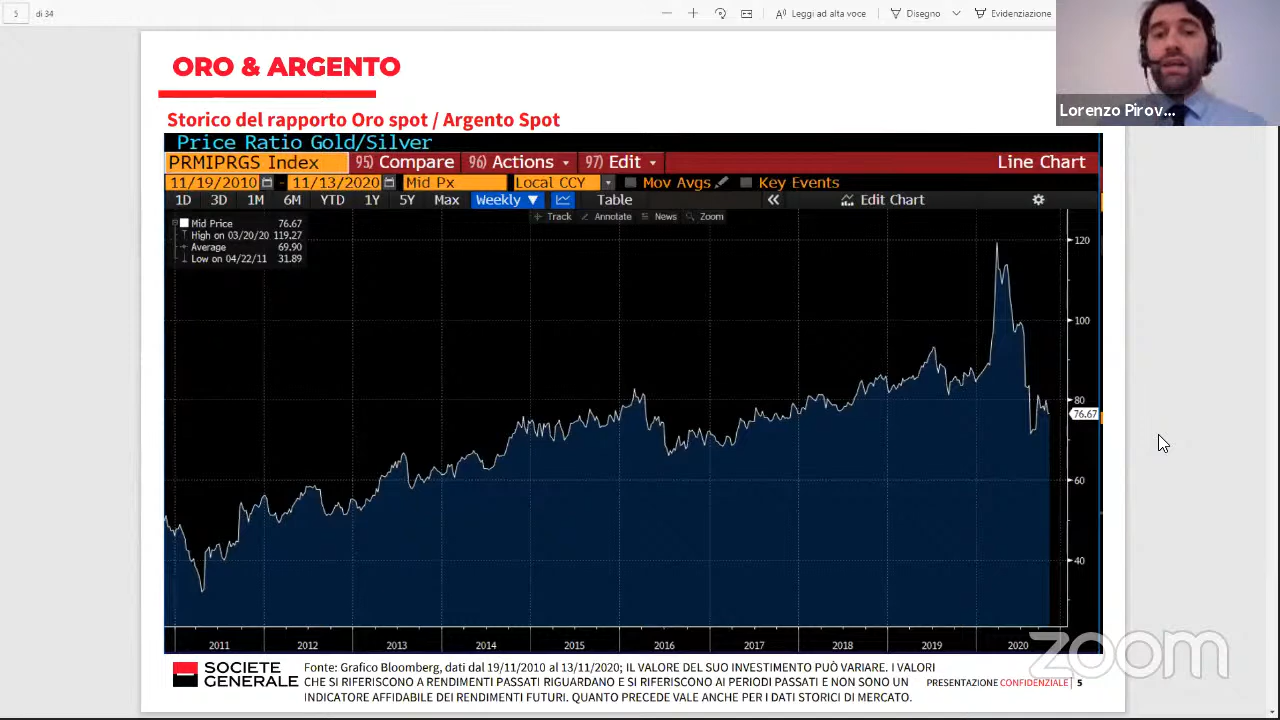 5 di 34 Leggi ad alta voce Disegno Evidenziazione
Lorenzo Pirov...
ORO & ARGENTO
Storico del rapporto Oro spot / Argento Spot
Price Ratio Gold/Silver
PRMIPRGS Index 95) Compare 96) Actions 97) Edit Line Chart
11/19/2010 - 11/13/2020 Mid Px Local CCY Mov Avgs Key Events
1D 3D 1M 6M YTD 1Y 5Y Max Weekly ▼ Table « Edit Chart
Track Annotate News Zoom
Mid Price 76.67
High on 03/20/20 119.27
Average 69.90
Low on 04/22/11 31.89
120
100
80
76.67
60
40
2011 2012 2013 2014 2015 2016 2017 2018 2019 2020
zoom
SOCIETE
GENERALE
Fonte: Grafico Bloomberg, dati dal 19/11/2010 al 13/11/2020; IL VALORE DEL SUO INVESTIMENTO PUÒ VARIARE. I VALORI
CHE SI RIFERISCONO A RENDIMENTI PASSATI RIGUARDANO E SI RIFERISCONO AI PERIODI PASSATI E NON SONO UN
INDICATORE AFFIDABILE DEI RENDIMENTI FUTURI. QUANTO PRECEDE VALE ANCHE PER I DATI STORICI DI MERCATO.
PRESENTAZIONE CONFIDENZIALE | 5